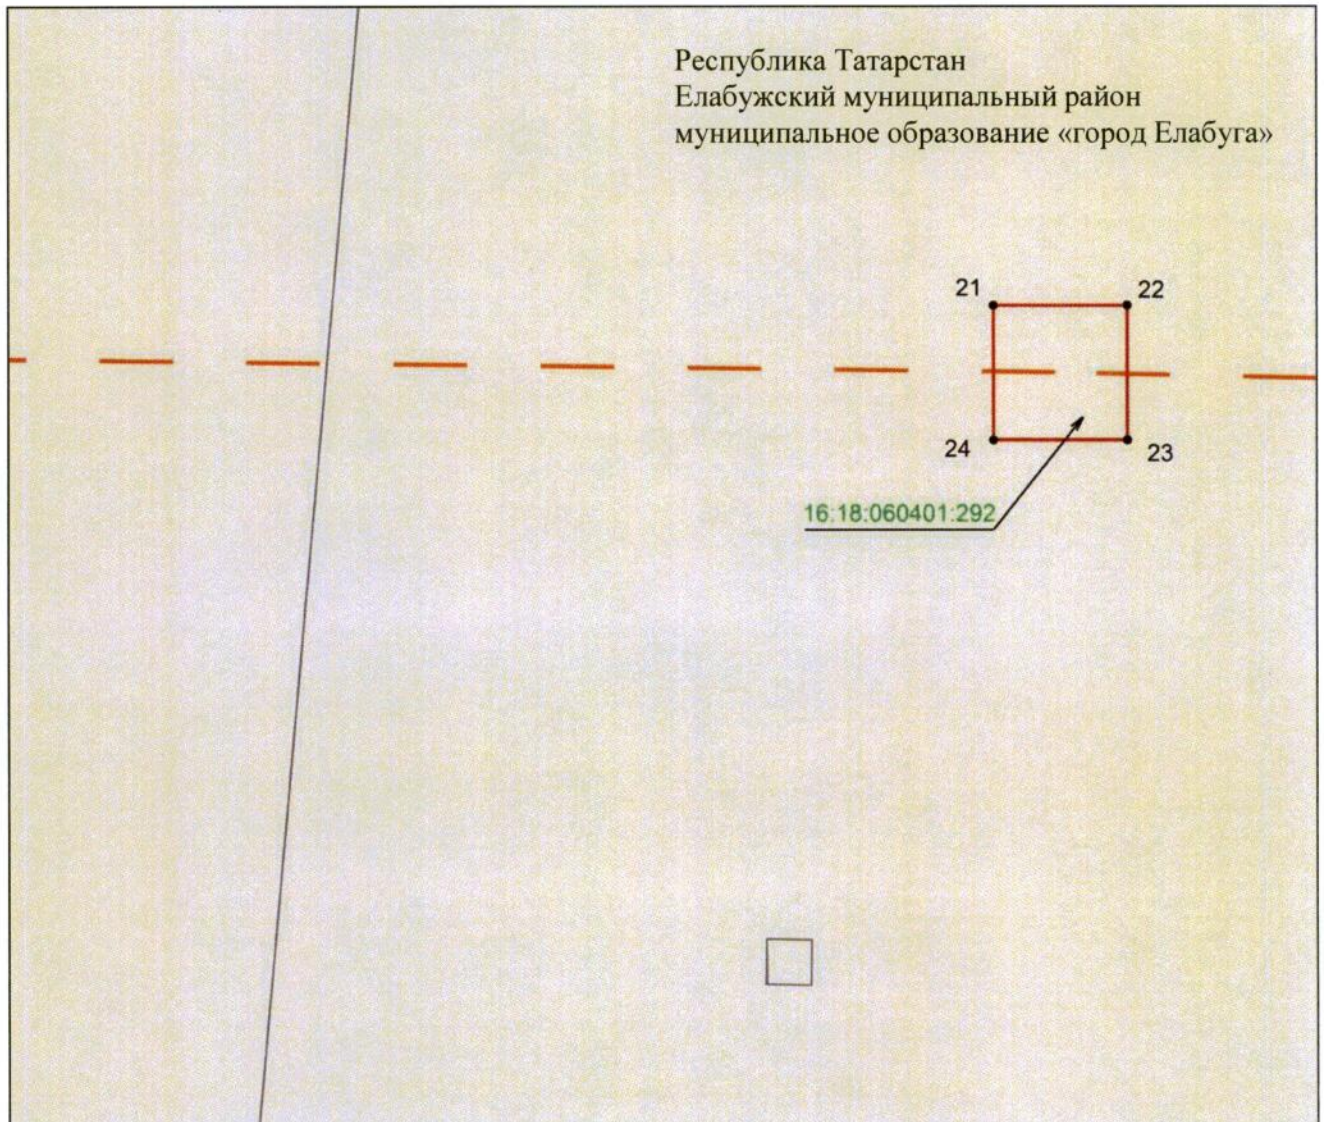 Республика Татарстан
Елабужский муниципальный район
муниципальное образование «город Елабуга»
21
22
24
23
16:18:060401:292